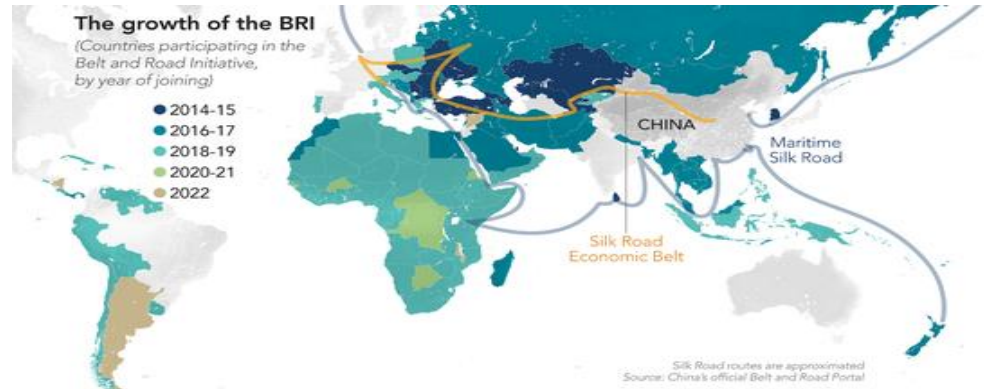 The growth of the BRI
(Countries participating in the
Belt and Road Initiative,
by year of joining)
2014-15
2016-17
2018-19
2020-21
2022
CHINA
Maritime
Silk Road
Silk Road
Economic Belt
Silk Road routes are approximated
Source: China's official Belt and Road Portal